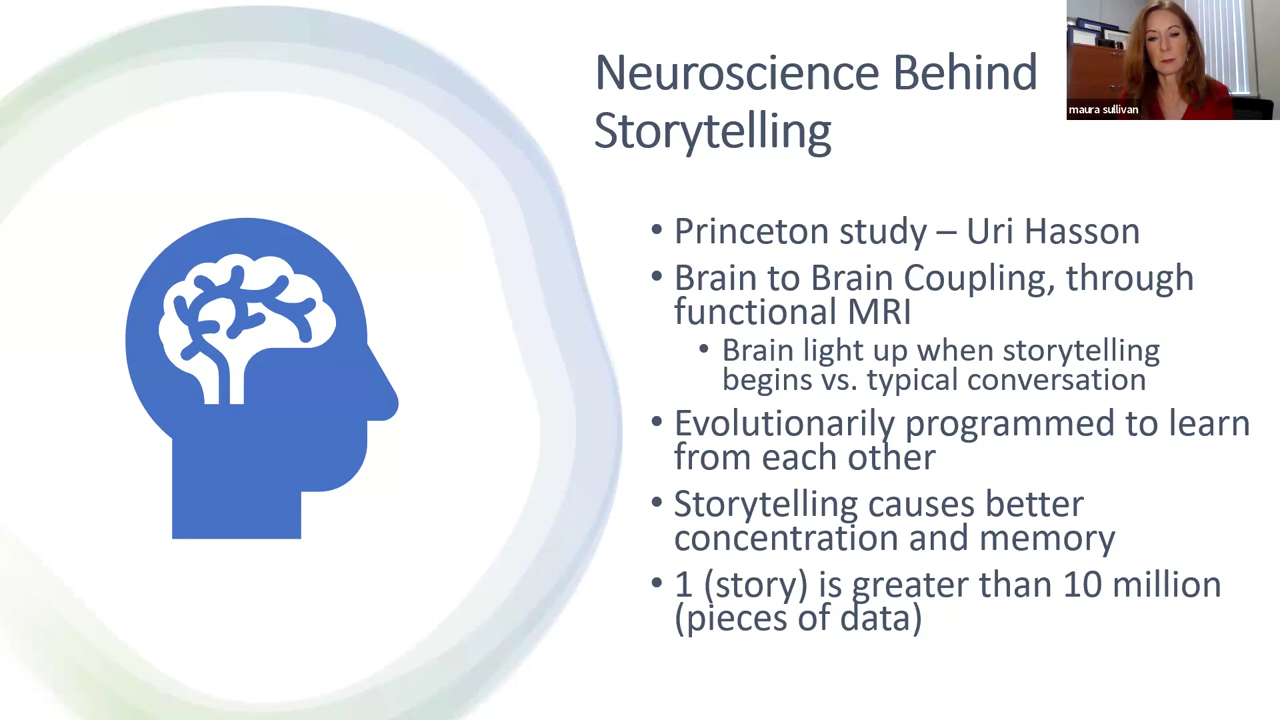 Neuroscience Behind
Storytelling
maura sullivan
• Princeton study – Uri Hasson
• Brain to Brain Coupling, through
functional MRI
• Brain light up when storytelling
begins vs. typical conversation
• Evolutionarily programmed to learn
from each other
• Storytelling causes better
concentration and memory
• 1 (story) is greater than 10 million
(pieces of data)